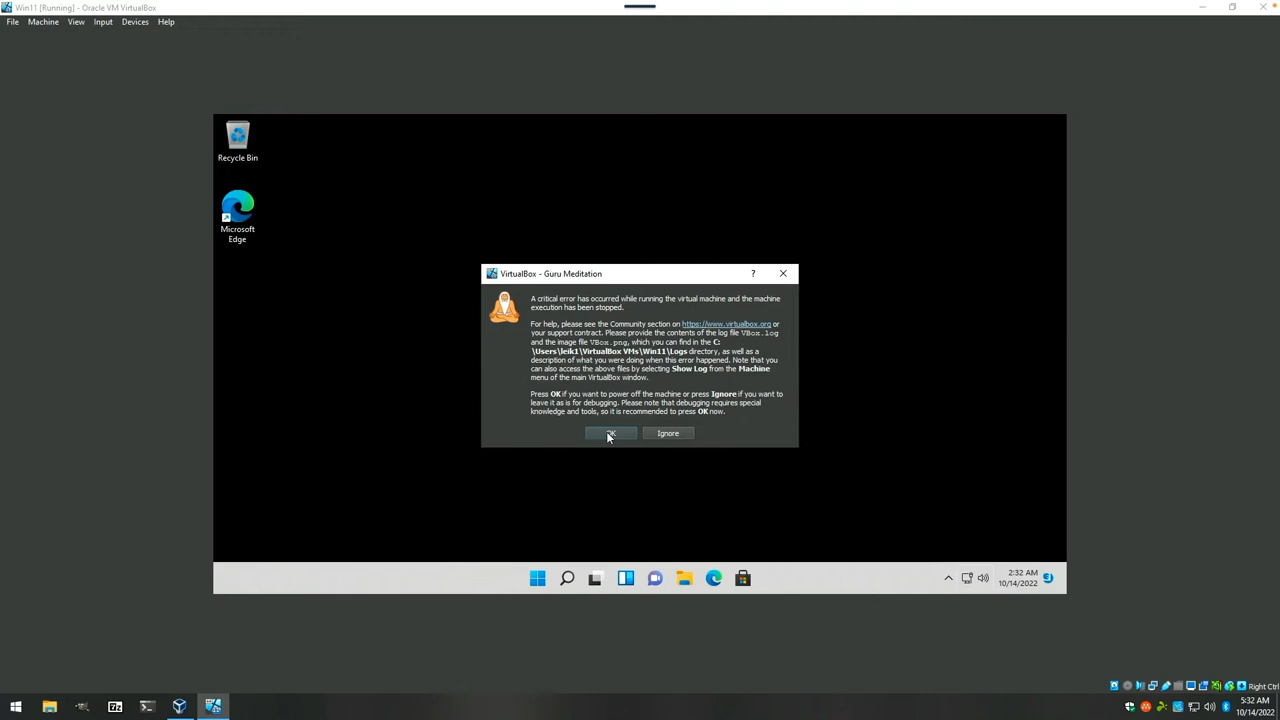 Win11 [Running] - Oracle VM VirtualBox
File Machine View Input Devices Help
Recycle Bin
Microsoft
Edge
VirtualBox - Guru Meditation
?
A critical error has occurred while running the virtual machine and the machine
execution has been stopped.
For help, please see the Community section on https://www.virtualbox.org or
your support contract. Please provide the contents of the log file VBox.log
and the image file VBox.png, which you can find in the C:
\Users\leik1\VirtualBox VMs\Win11\Logs directory, as well as a
description of what you were doing when this error happened. Note that you
can also access the above files by selecting Show Log from the Machine
menu of the main VirtualBox window.
Press OK if you want to power off the machine or press Ignore if you want to
leave it as is for debugging. Please note that debugging requires special
knowledge and tools, so it is recommended to press OK now.
OK Ignore
2:32 AM
10/14/2022
3
Right Ctrl
7z
5:32 AM
10/14/2022